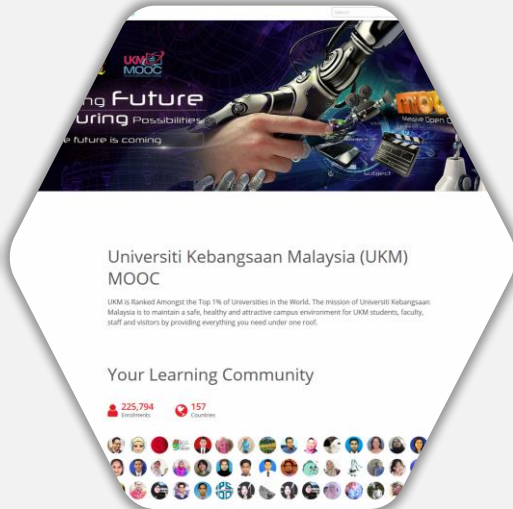 UKM
MOOC
ng Future
uring Possibilities
e future is coming
Massive Open O
Universiti Kebangsaan Malaysia (UKM)
MOOC
UKM is Ranked Amongst the Top 1% of Universities in the World. The mission of Universiti Kebangsaan
Malaysia is to maintain a safe, healthy and attractive campus environment for UKM students, faculty,
staff and visitors by providing everything you need under one roof.
Your Learning Community
225,794 157
Enrolments Countries